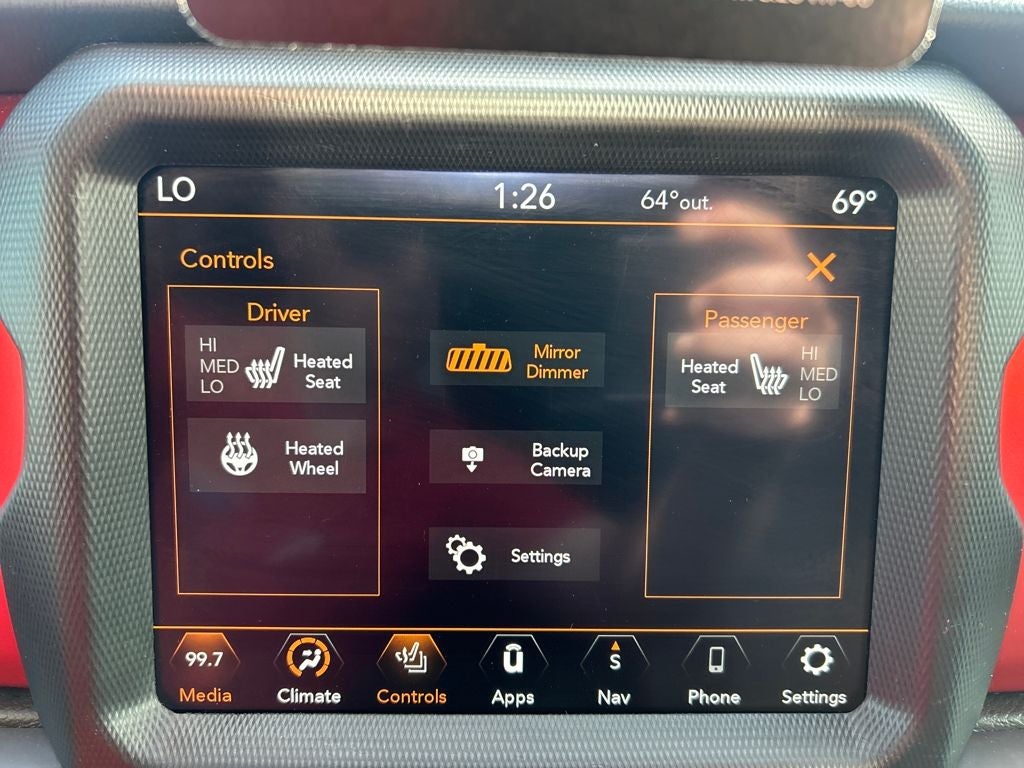 LO 1:26 64°out. 69°
Controls
Driver
HI
MED
LO
Heated
Seat
Heated
Wheel
Mirror
Dimmer
Backup
Camera
Settings
Passenger
Heated
Seat
HI
MED
LO
99.7
Media
Climate
Controls
u
Apps
S
Nav
Phone
Settings